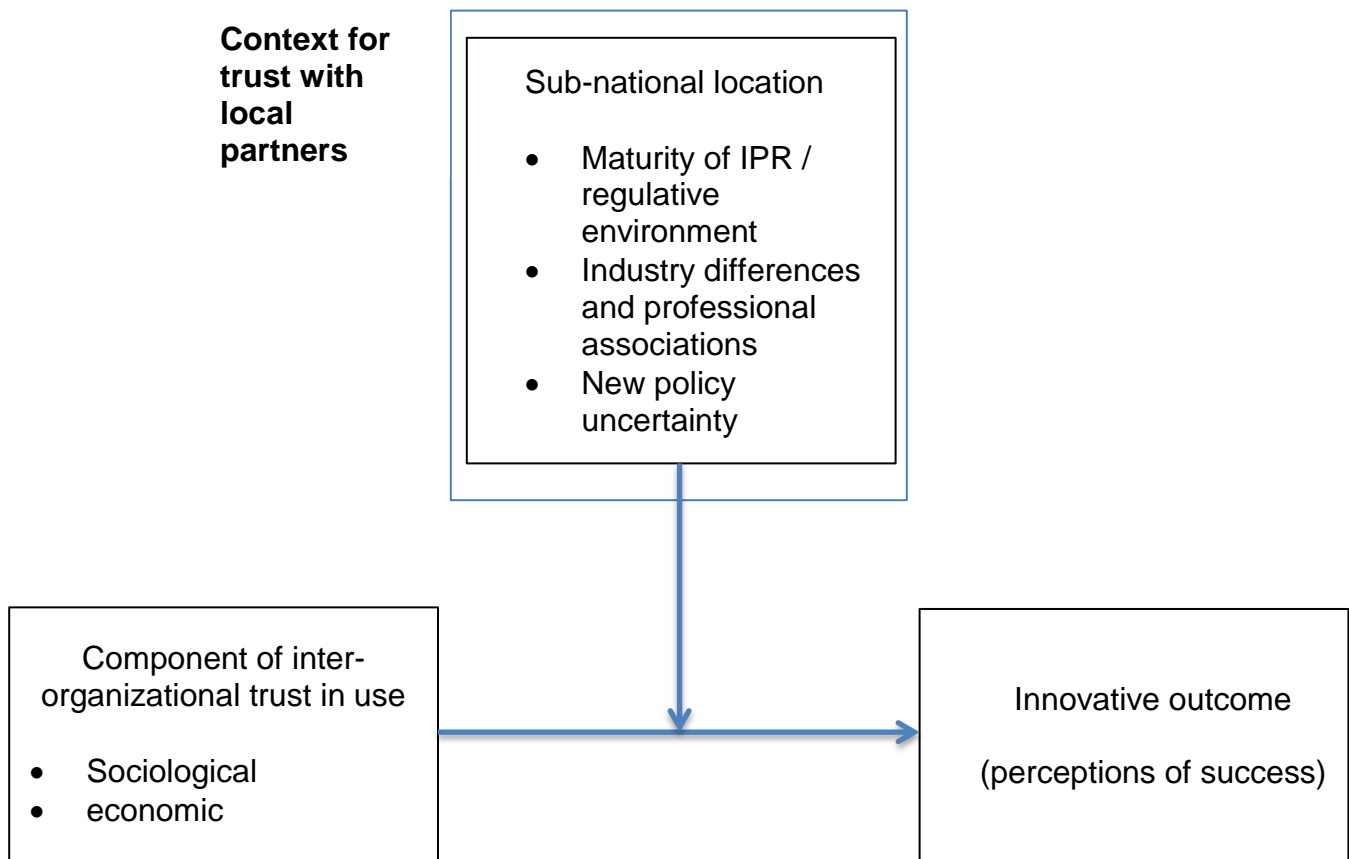 Context for
trust with
local
partners
Sub-national location
• Maturity of IPR /
regulative
environment
• Industry differences
and professional
associations
• New policy
uncertainty
Component of inter-
organizational trust in use
• Sociological
• economic
Innovative outcome
(perceptions of success)